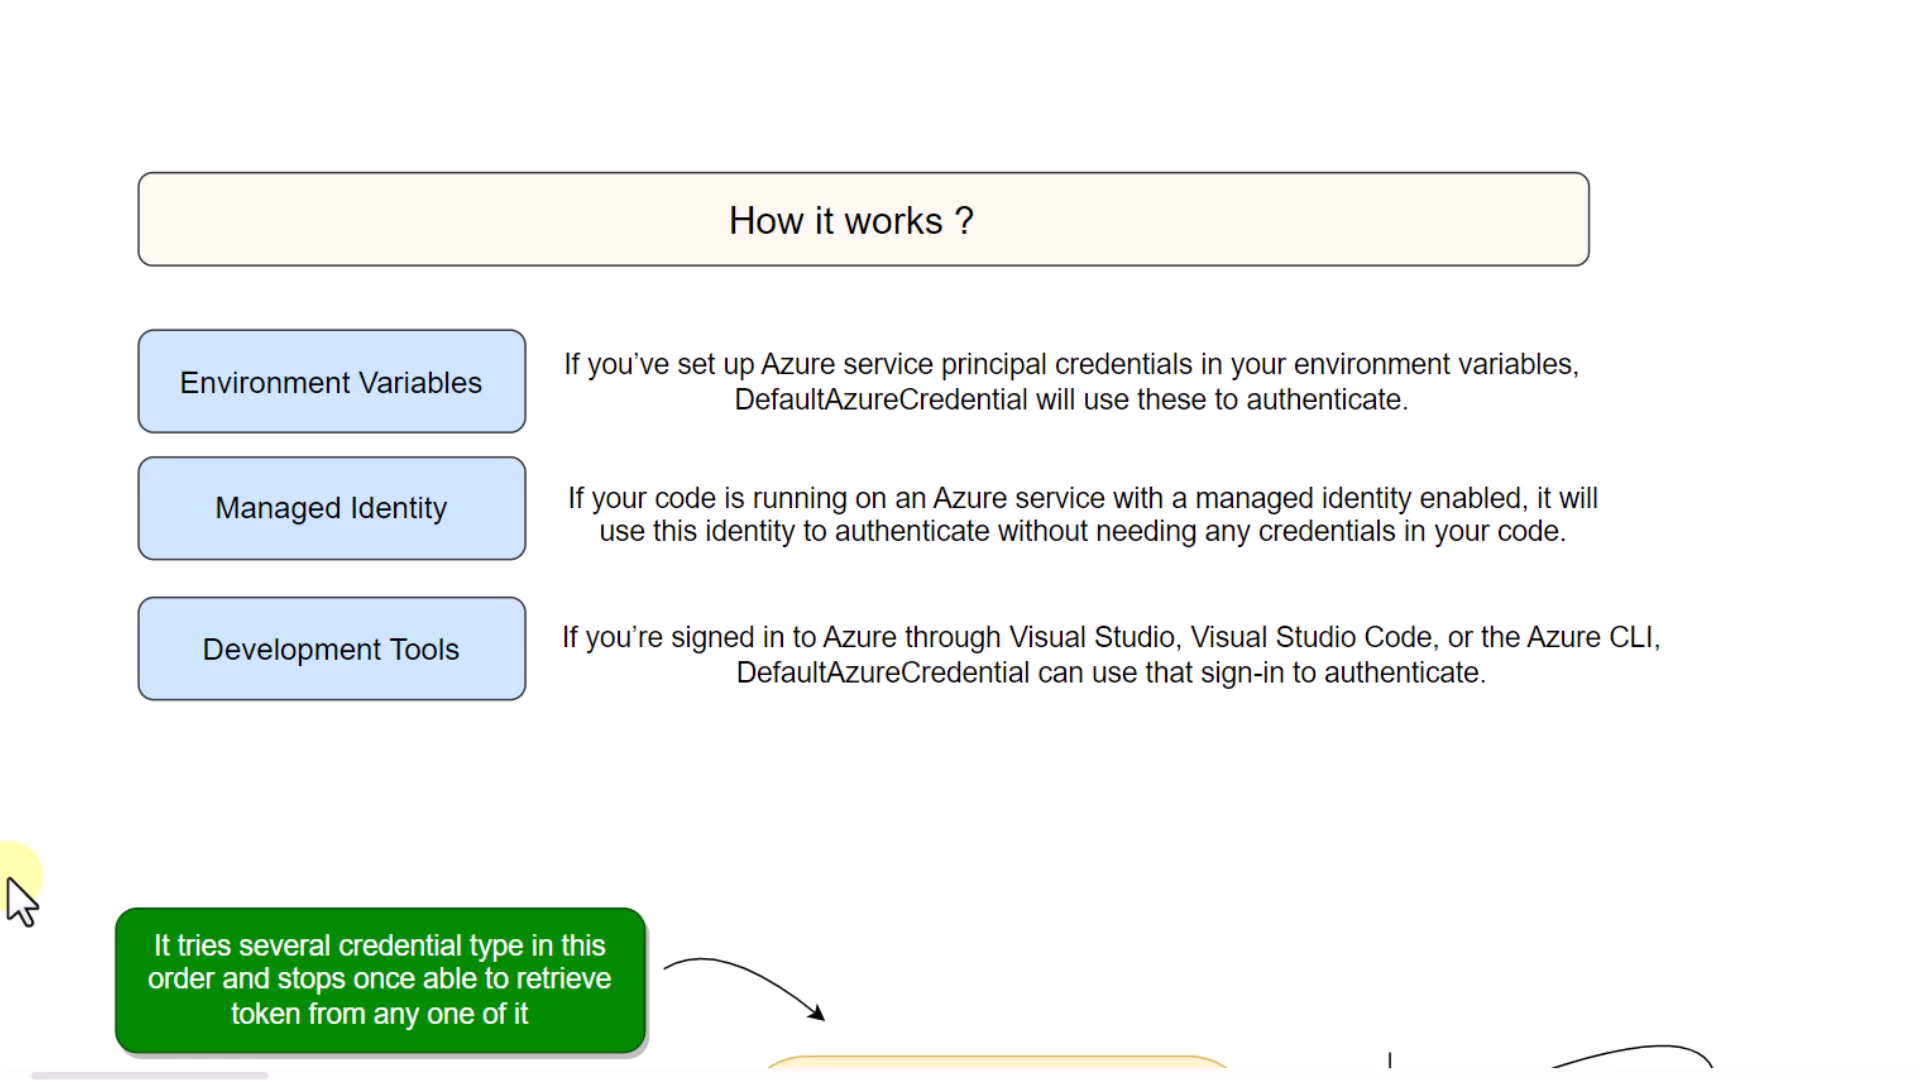 How it works ?
Environment Variables
If you’ve set up Azure service principal credentials in your environment variables,
DefaultAzureCredential will use these to authenticate.
Managed Identity
If your code is running on an Azure service with a managed identity enabled, it will
use this identity to authenticate without needing any credentials in your code.
Development Tools
If you’re signed in to Azure through Visual Studio, Visual Studio Code, or the Azure CLI,
DefaultAzureCredential can use that sign-in to authenticate.
It tries several credential type in this
order and stops once able to retrieve
token from any one of it